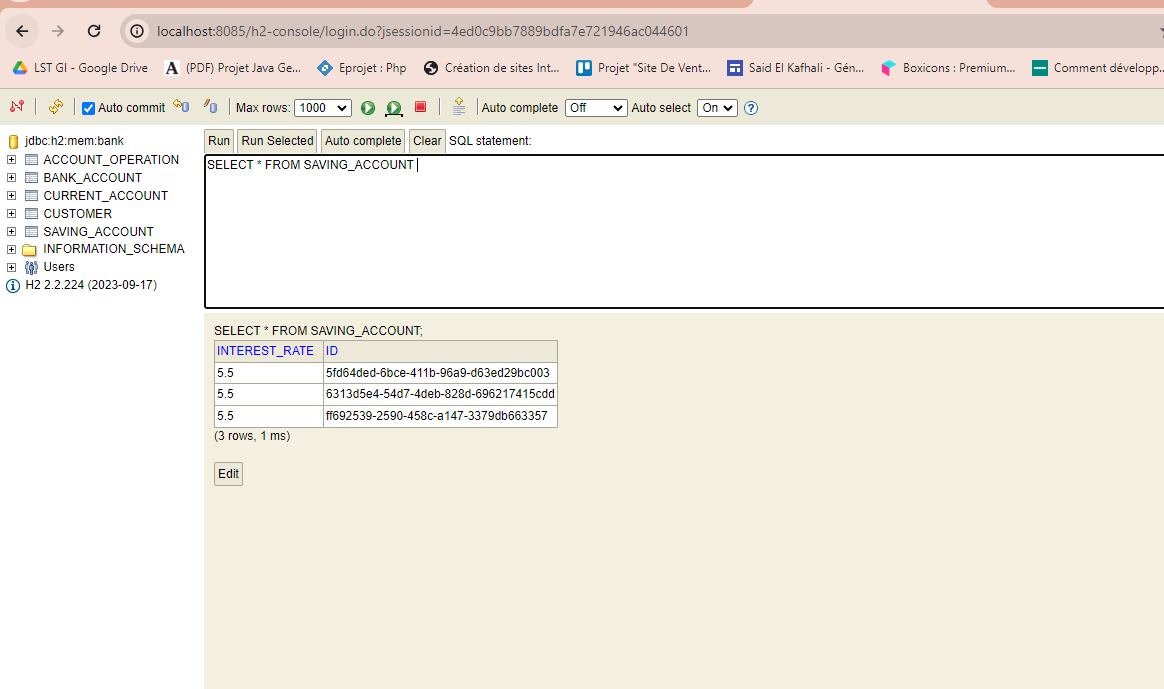 localhost:8085/h2-console/login.do?jsessionid=4ed0c9bb7889bdfa7e721946ac044601
LST GI - Google Drive
(PDF) Projet Java Ge...
Eprojet : Php
Création de sites Int...
Projet "Site De Vent...
Said El Kafhali - Gén...
Boxicons : Premium...
Comment développ...
Auto commit
Max rows:
1000
Auto complete
Off
Auto select
On
jdbc:h2:mem:bank
ACCOUNT_OPERATION
BANK_ACCOUNT
CURRENT_ACCOUNT
CUSTOMER
SAVING_ACCOUNT
INFORMATION_SCHEMA
Users
H2 2.2.224 (2023-09-17)
Run
Run Selected
Auto complete
Clear
SQL statement:
SELECT * FROM SAVING_ACCOUNT
SELECT * FROM SAVING_ACCOUNT;
INTEREST_RATE ID
5.5 5fd64ded-6bce-411b-96a9-d63ed29bc003
5.5 6313d5e4-54d7-4deb-828d-696217415cdd
5.5 ff692539-2590-458c-a147-3379db663357
(3 rows, 1 ms)
Edit